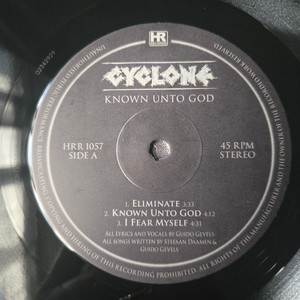 HR
CYCLONE
KNOWN UNTO GOD
HRR 1057
SIDE A
45 RPM
STEREO
1. ELIMINATE 3:33
2. KNOWN UNTO GOD 4:12
3. I FEAR MYSELF 4:31
ALL LYRICS AND VOCALS BY GUIDO GEVELS
ALL SONGS WRITTEN BY STEFAAN DAAMEN &
GUIDO GEVELS